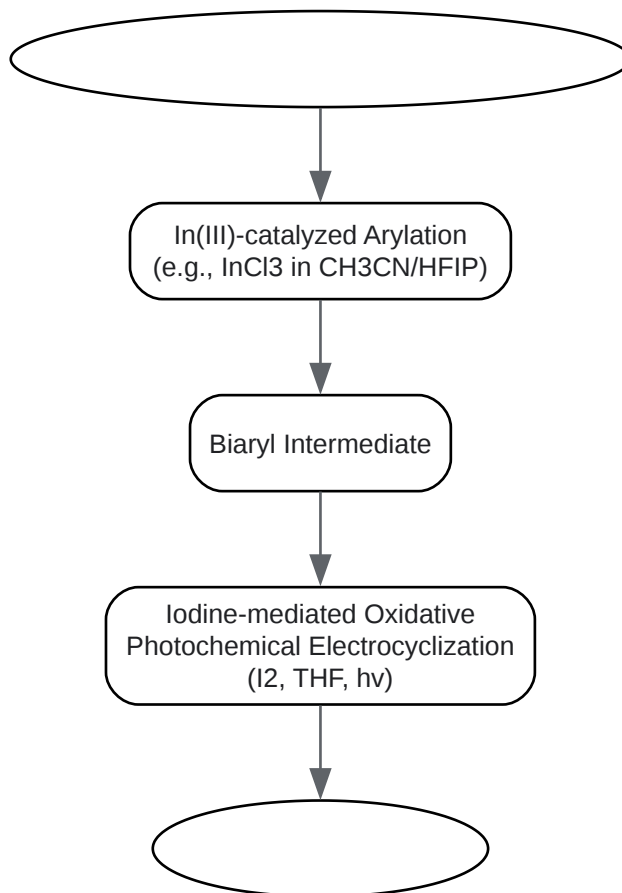 In(III)-catalyzed Arylation
(e.g., InCl3 in CH3CN/HFIP)
Biaryl Intermediate
Iodine-mediated Oxidative
Photochemical Electrocyclization
(I2, THF, hv)